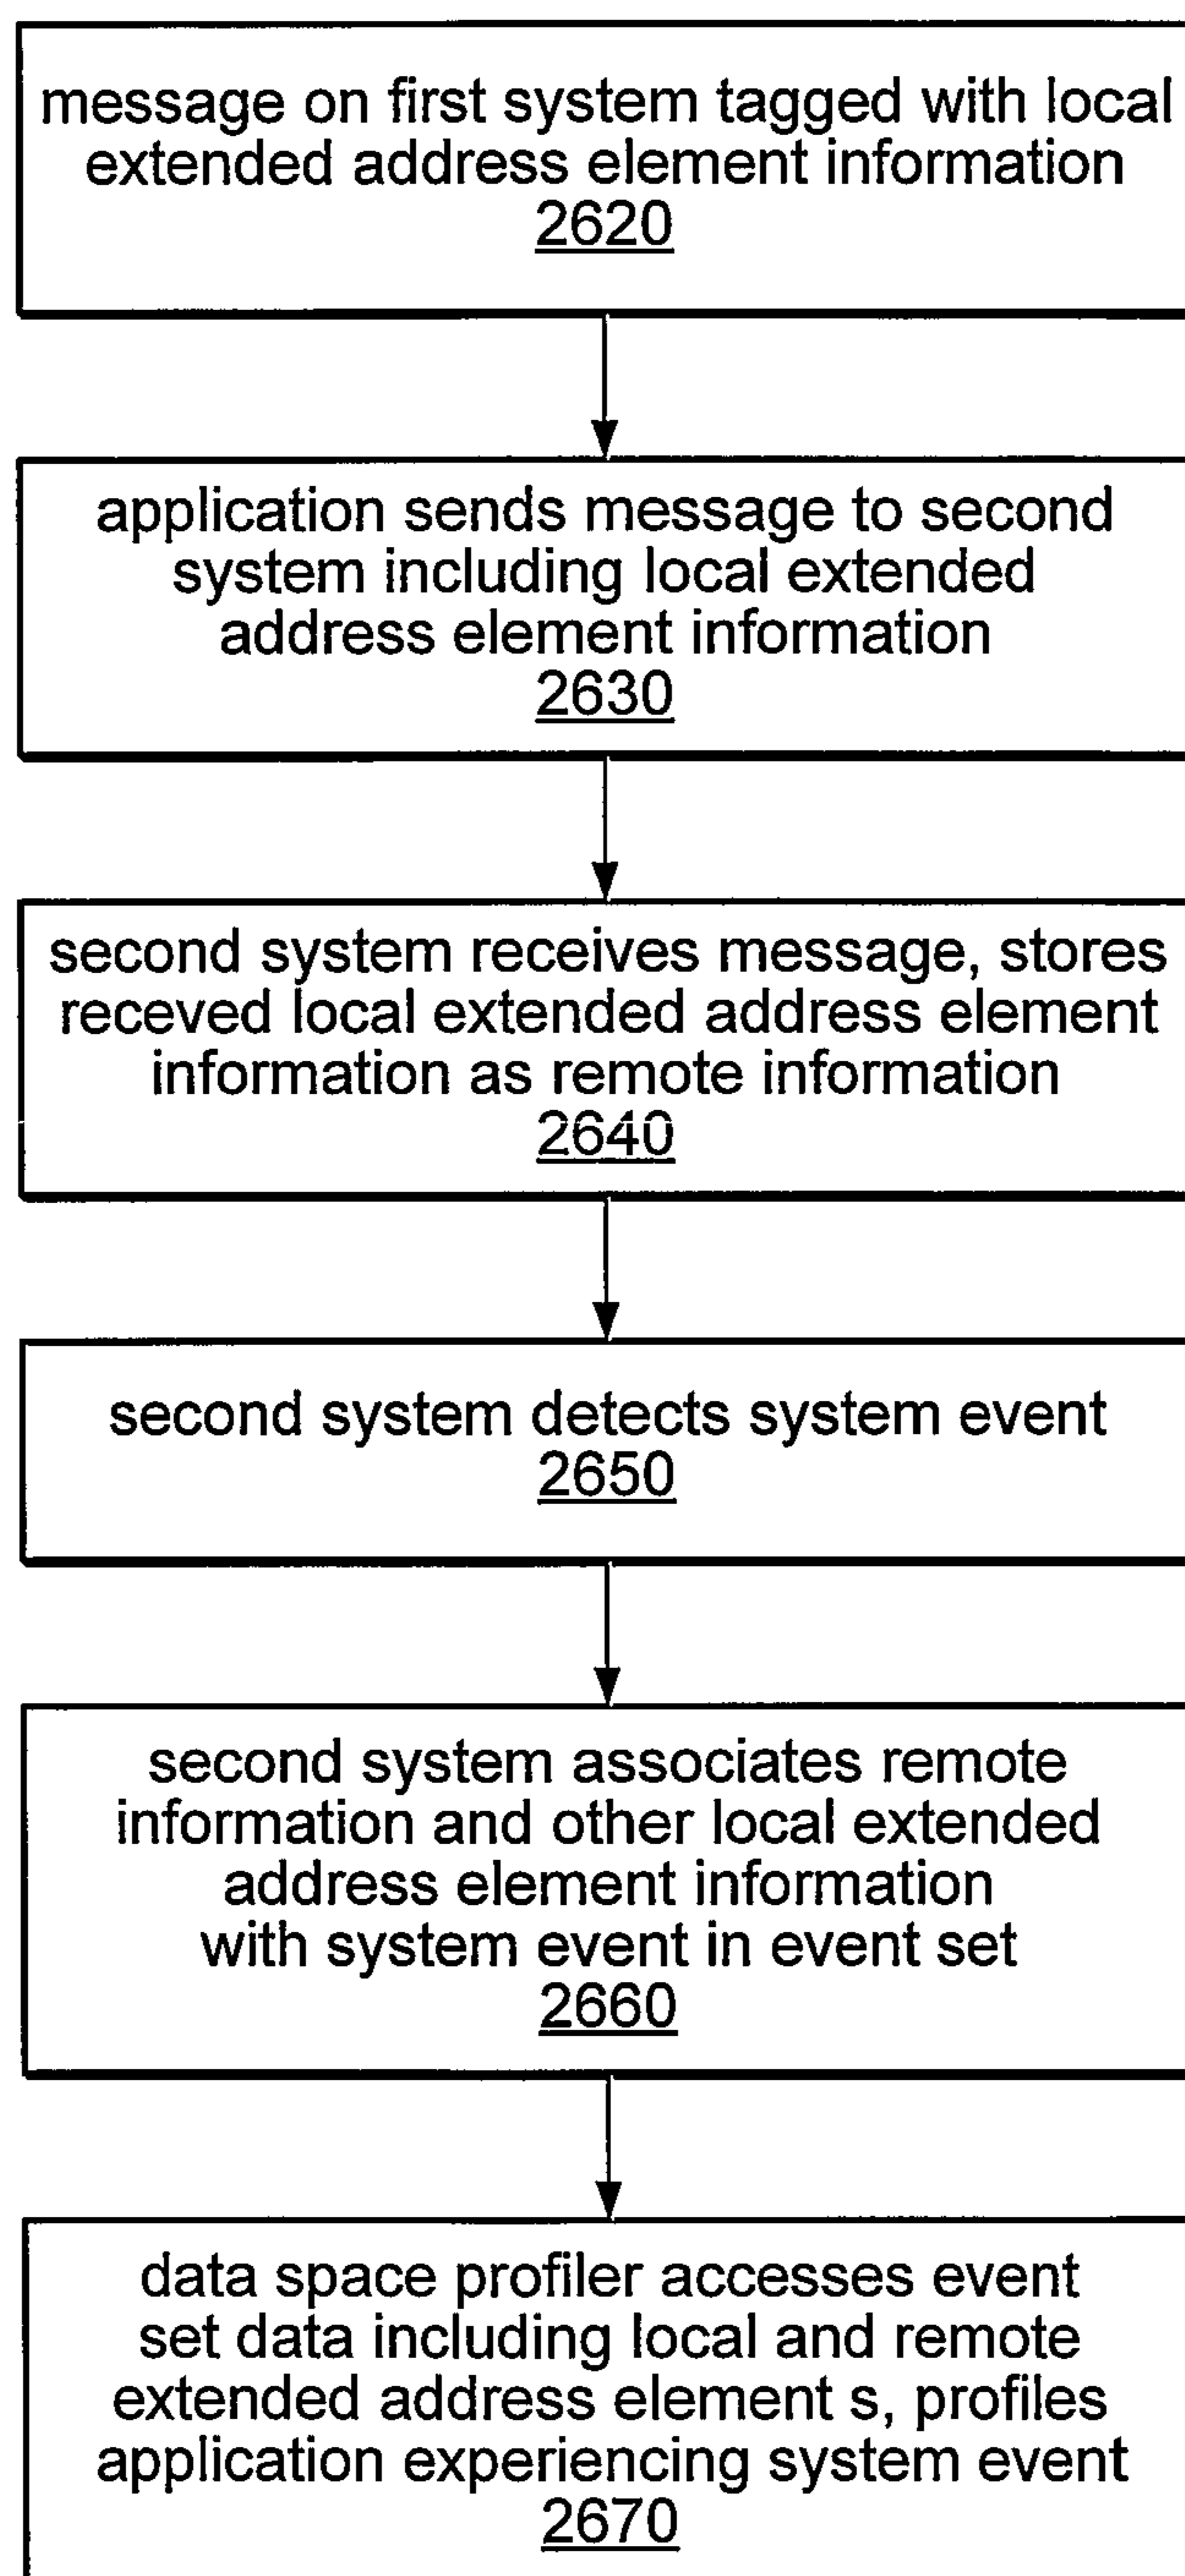 message on first system tagged with local
extended address element information
2620
application sends message to second
system including local extended
address element information
2630
second system receives message, stores
receved local extended address element
information as remote information
2640
second system detects system event
2650
second system associates remote
information and other local extended
address element information
with system event in event set
2660
data space profiler accesses event
set data including local and remote
extended address element s, profiles
application experiencing system event
2670